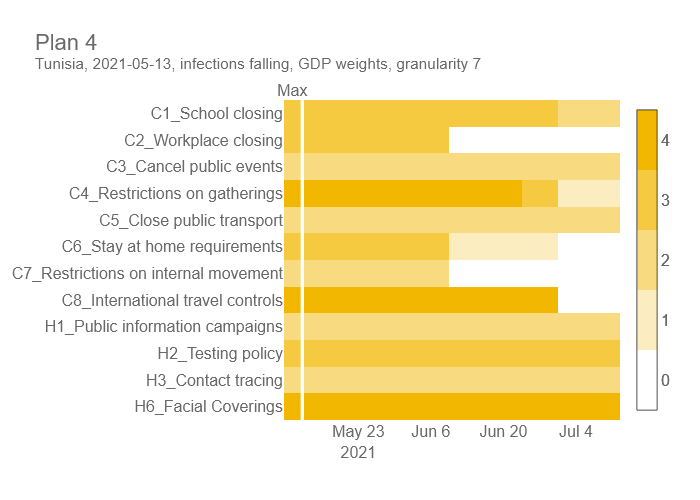 Plan 4
Tunisia, 2021-05-13, infections falling, GDP weights, granularity 7
Max
C1_School closing
C2_Workplace closing
C3_Cancel public events
C4_Restrictions on gatherings
C5_Close public transport
C6_Stay at home requirements
C7_Restrictions on internal movement
C8_International travel controls
H1_Public information campaigns
H2_Testing policy
H3_Contact tracing
H6_Facial Coverings
May 23 Jun 6 Jun 20 Jul 4
2021
4
3
2
1
0